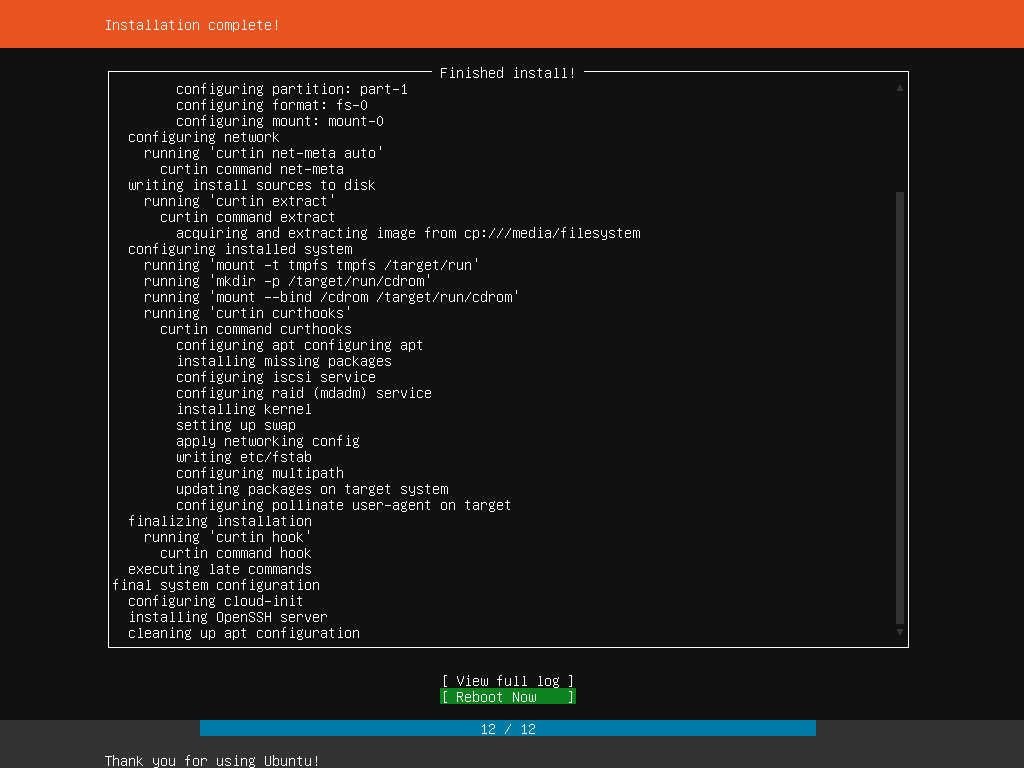 Installation complete!
Finished install!
configuring partition: part-1
configuring format: fs-0
configuring mount: mount-0
configuring network
running 'curtin net-meta auto'
curtin command net-meta
writing install sources to disk
running 'curtin extract'
curtin command extract
acquiring and extracting image from cp:///media/filesystem
configuring installed system
running 'mount -t tmpfs tmpfs /target/run'
running 'mkdir -p /target/run/cdrom'
running 'mount --bind /cdrom /target/run/cdrom'
running 'curtin curthooks'
curtin command curthooks
configuring apt configuring apt
installing missing packages
configuring iscsi service
configuring raid (mdadm) service
installing kernel
setting up swap
apply networking config
writing etc/fstab
configuring multipath
updating packages on target system
configuring pollinate user-agent on target
finalizing installation
running 'curtin hook'
curtin command hook
executing late commands
final system configuration
configuring cloud-init
installing OpenSSH server
cleaning up apt configuration
[ View full log ]
[ Reboot Now ]
12 / 12
Thank you for using Ubuntu!